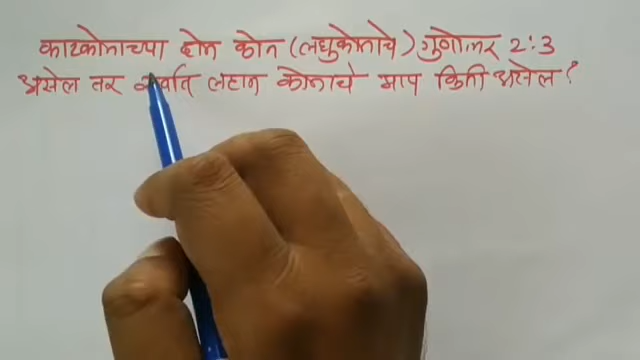 काटकोनाच्या दोन कोन (लघुकोनाचे) गुणोत्तर 2:3
असेल तर सर्वात लहान कोनाचे माप किती असेल ?